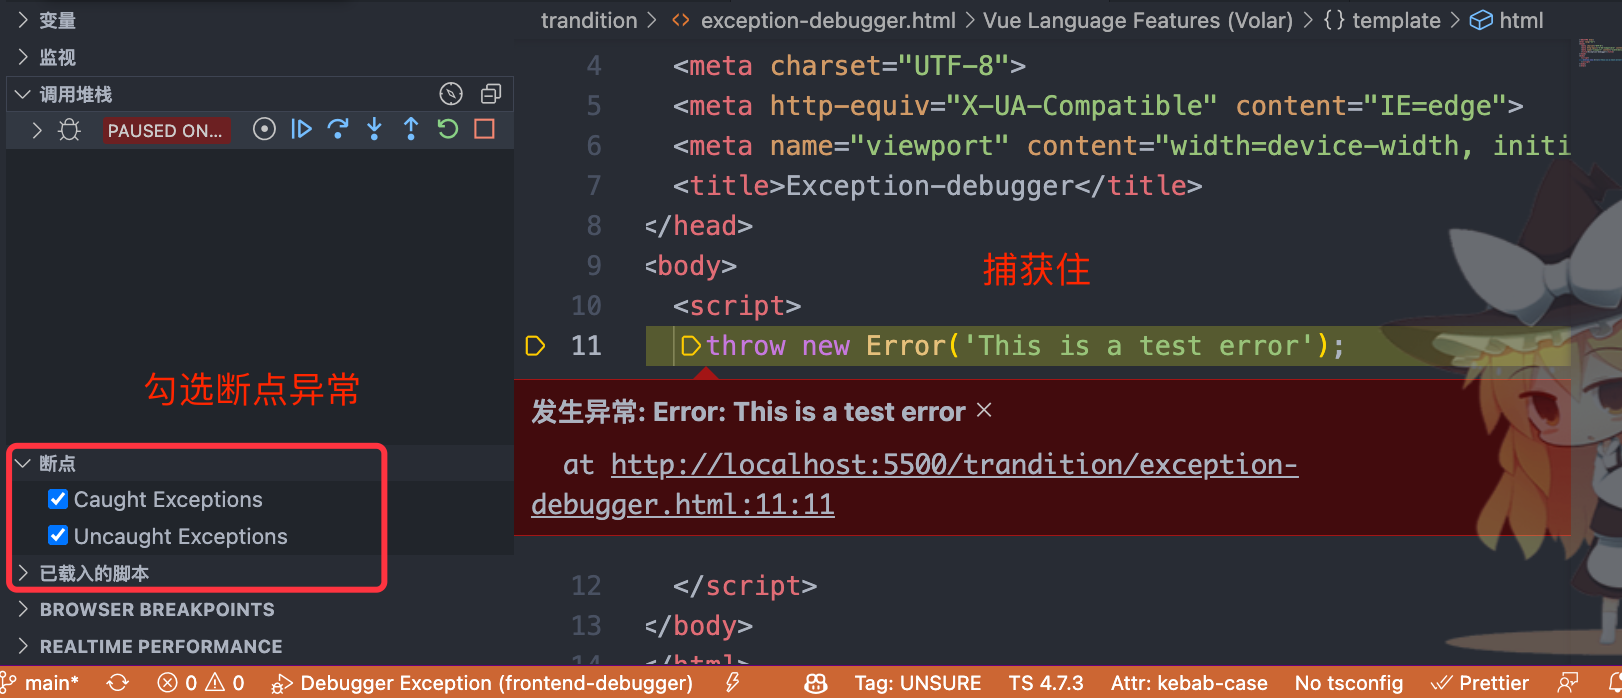 变量
监视
调用堆栈
PAUSED ON...
勾选断点异常
断点
Caught Exceptions
Uncaught Exceptions
已载入的脚本
BROWSER BREAKPOINTS
REALTIME PERFORMANCE
trandition > <> exception-debugger.html > Vue Language Features (Volar) > {} template > html
4 <meta charset="UTF-8">
5 <meta http-equiv="X-UA-Compatible" content="IE=edge">
6 <meta name="viewport" content="width=device-width, initi
7 <title>Exception-debugger</title>
8 </head>
9 <body>
捕获住
10 <script>
11 throw new Error('This is a test error');
发生异常: Error: This is a test error ×
at http://localhost:5500/trandition/exception-
debugger.html:11:11
12 </script>
13 </body>
14 </html>
main* 0 0 Debugger Exception (frontend-debugger) Tag: UNSURE TS 4.7.3 Attr: kebab-case No tsconfig Prettier